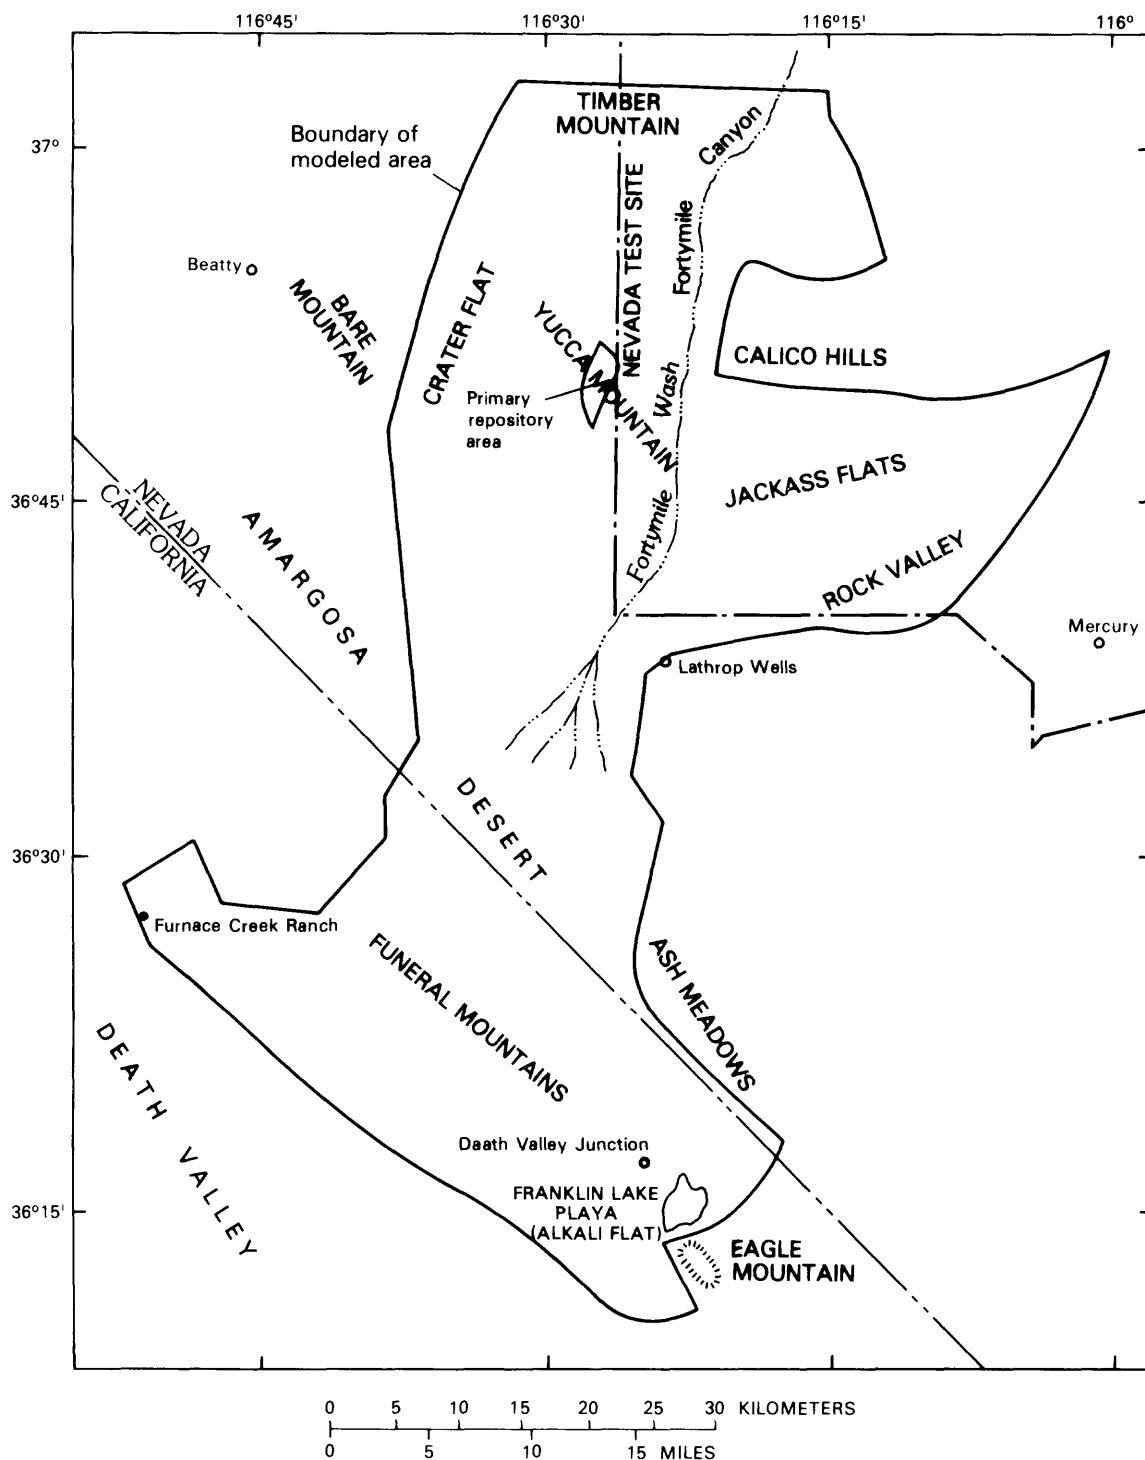 116°45'
116°30'
116°15'
116°
37°
36°45'
36°30'
36°15'
TIMBER
MOUNTAIN
Boundary of
modeled area
Canyon
Fortymile
NEVADA TEST SITE
Beatty
BARE
MOUNTAIN
CRATER FLAT
YUCCA MOUNTAIN
CALICO HILLS
Primary
repository
area
Wash
JACKASS FLATS
Fortymile
NEVADA
CALIFORNIA
AMARGOSA
ROCK VALLEY
Mercury
Lathrop Wells
DESERT
Furnace Creek Ranch
FUNERAL MOUNTAINS
ASH MEADOWS
DEATH VALLEY
Daath Valley Junction
FRANKLIN LAKE
PLAYA
(ALKALI FLAT)
EAGLE
MOUNTAIN
0 5 10 15 20 25 30 KILOMETERS
0 5 10 15 MILES